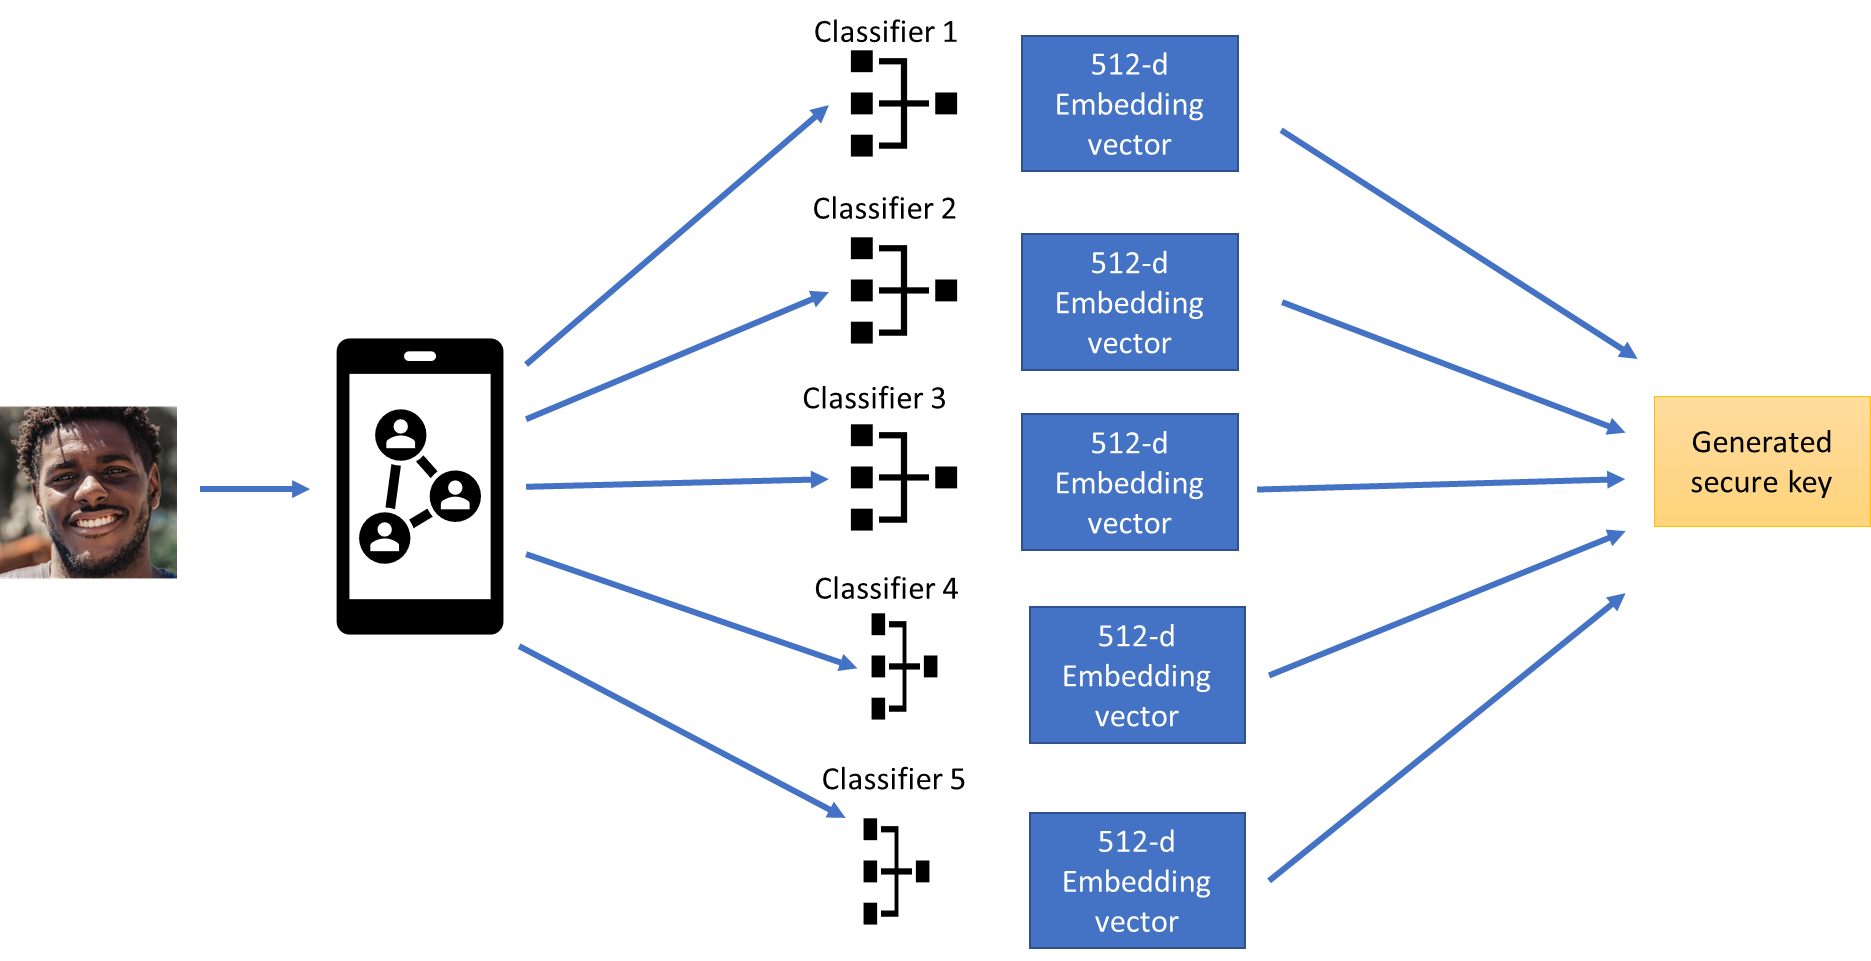 Classifier 1
512-d
Embedding
vector
Classifier 2
512-d
Embedding
vector
Classifier 3
512-d
Embedding
vector
Classifier 4
512-d
Embedding
vector
Classifier 5
512-d
Embedding
vector
Generated
secure key